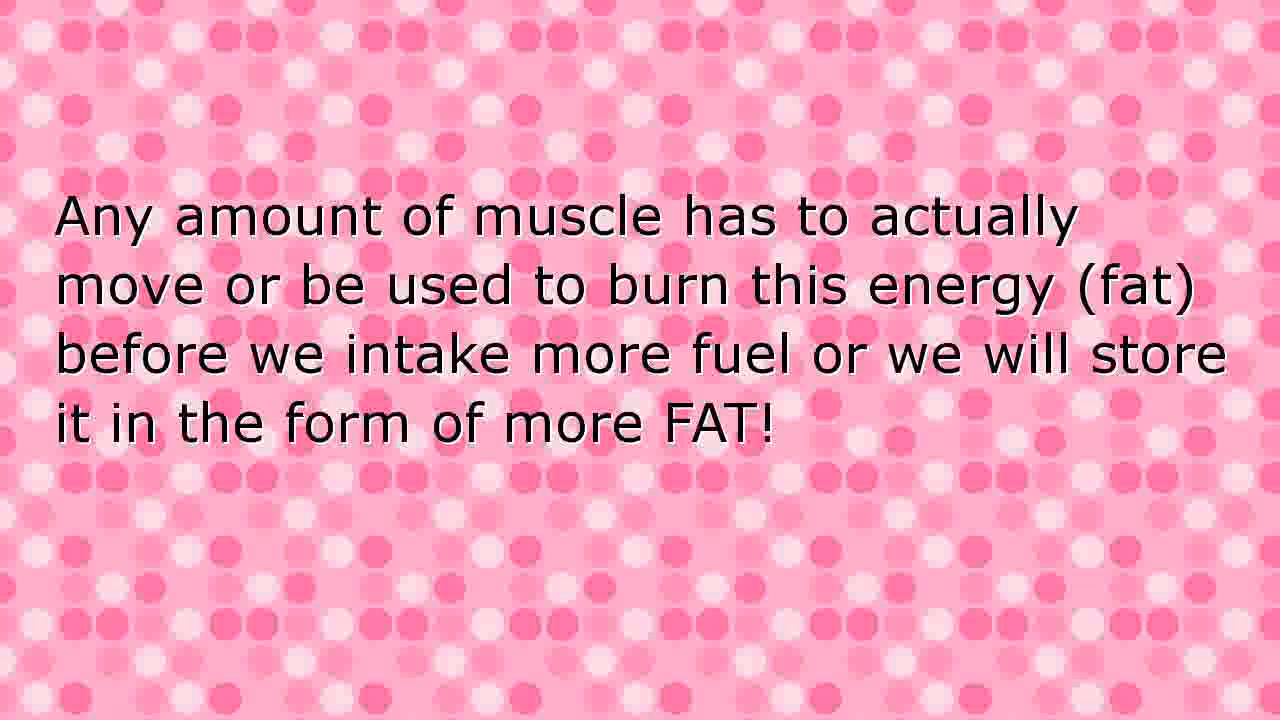 Any amount of muscle has to actually
move or be used to burn this energy (fat)
before we intake more fuel or we will store
it in the form of more FAT!